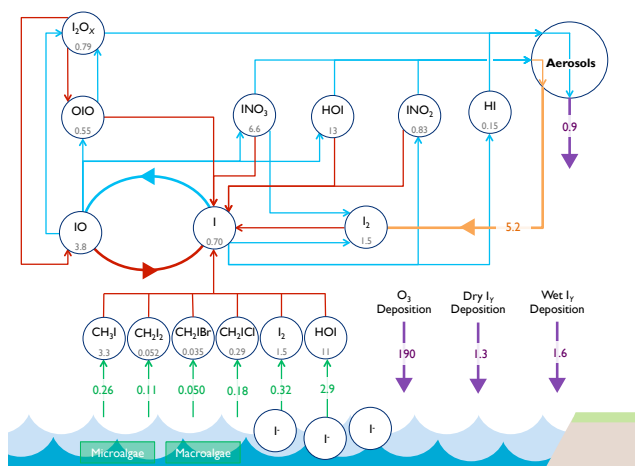 I₂Oₓ
0.79
Aerosols
OIO
0.55
INO₃
6.6
HOI
13
INO₂
0.83
HI
0.15
0.9
IO
3.8
I
0.70
I₂
1.5
5.2
CH₃I
3.3
CH₂I₂
0.052
CH₂IBr
0.035
CH₂ICl
0.29
I₂
1.5
HOI
11
O₃
Deposition
Dry Iᵧ
Deposition
Wet Iᵧ
Deposition
190
1.3
1.6
0.26
0.11
0.050
0.18
0.32
2.9
I⁻
I⁻
I⁻
Microalgae
Macroalgae